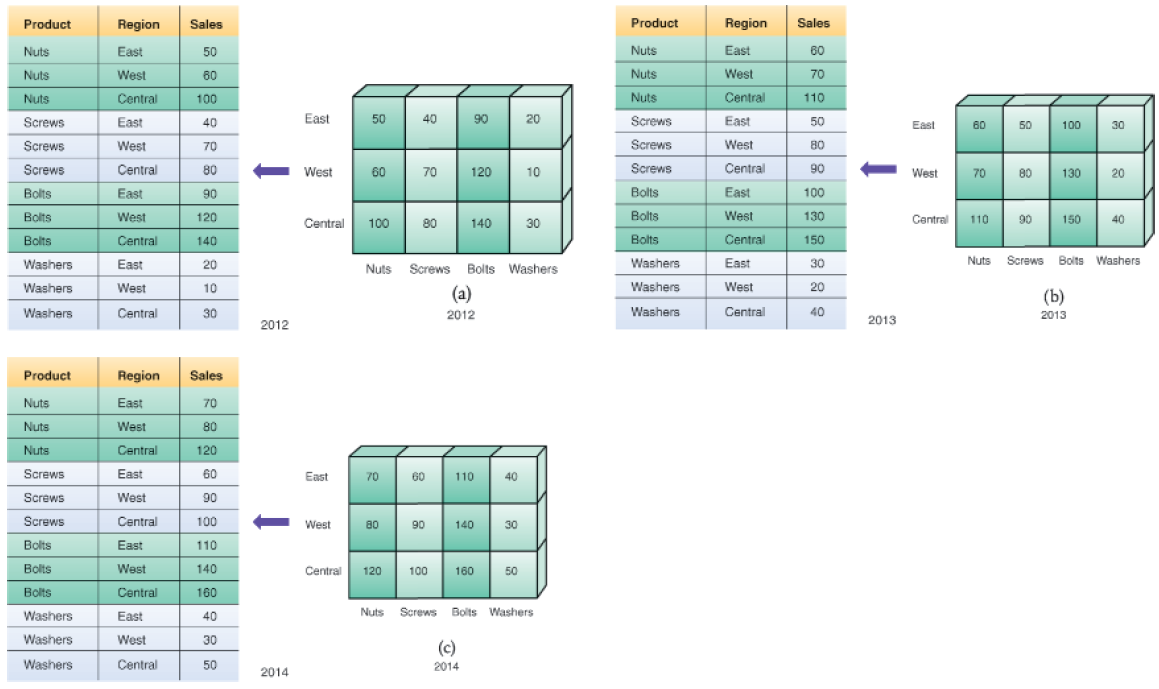 Product Region Sales
Nuts East 50
Nuts West 60
Nuts Central 100
Screws East 40
Screws West 70
Screws Central 80
Bolts East 90
Bolts West 120
Bolts Central 140
Washers East 20
Washers West 10
Washers Central 30
2012
East 50 40 90 20
West 60 70 120 10
Central 100 80 140 30
Nuts Screws Bolts Washers
(a)
2012
Product Region Sales
Nuts East 60
Nuts West 70
Nuts Central 110
Screws East 50
Screws West 80
Screws Central 90
Bolts East 100
Bolts West 130
Bolts Central 150
Washers East 30
Washers West 20
Washers Central 40
2013
East 60 50 100 30
West 70 80 130 20
Central 110 90 150 40
Nuts Screws Bolts Washers
(b)
2013
Product Region Sales
Nuts East 70
Nuts West 80
Nuts Central 120
Screws East 60
Screws West 90
Screws Central 100
Bolts East 110
Bolts West 140
Bolts Central 160
Washers East 40
Washers West 30
Washers Central 50
2014
East 70 60 110 40
West 80 90 140 30
Central 120 100 160 50
Nuts Screws Bolts Washers
(c)
2014